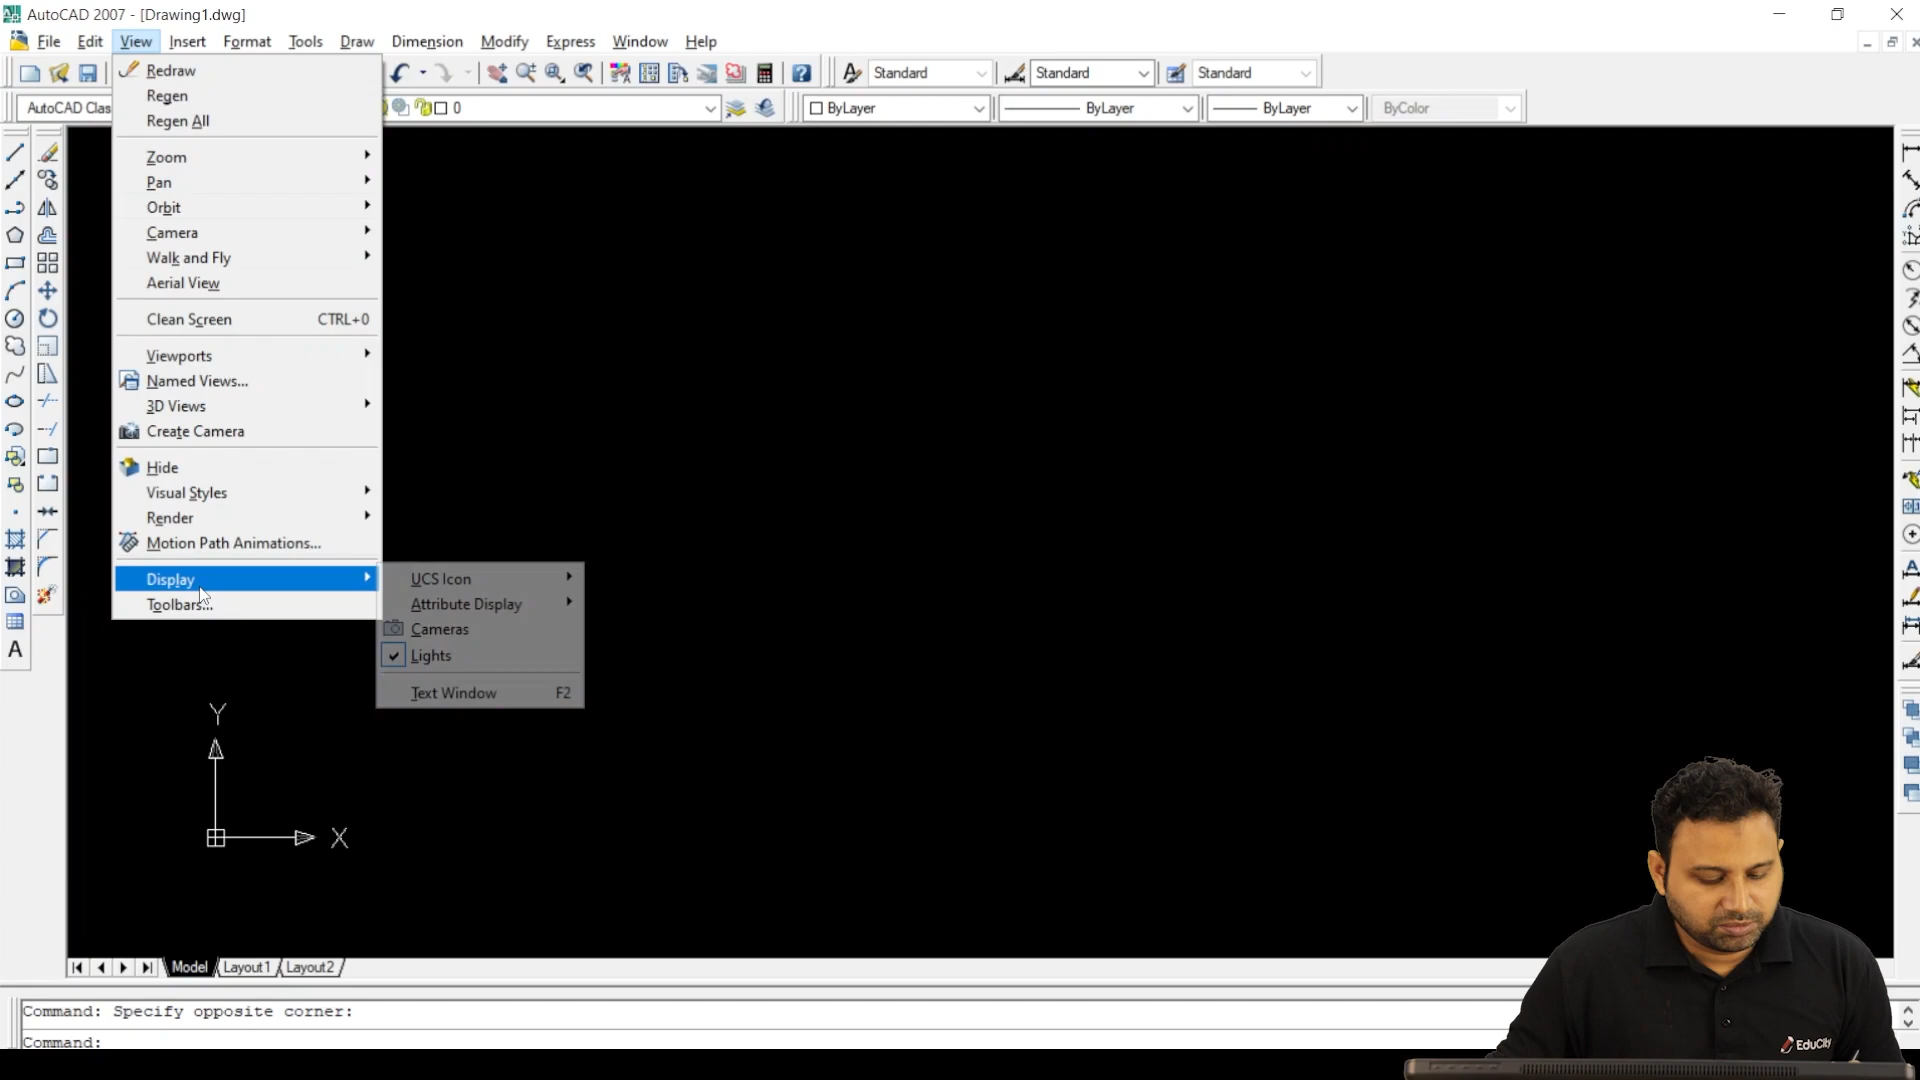 AutoCAD 2007 - [Drawing1.dwg]
File Edit View Insert Format Tools Draw Dimension Modify Express Window Help
Standard Standard Standard
AutoCAD Clas 0 ByLayer ByLayer ByLayer ByColor
Redraw
Regen
Regen All
Zoom
Pan
Orbit
Camera
Walk and Fly
Aerial View
Clean Screen CTRL+0
Viewports
Named Views...
3D Views
Create Camera
Hide
Visual Styles
Render
Motion Path Animations...
Display
Toolbars...
UCS Icon
Attribute Display
Cameras
Lights
Text Window F2
A
Y
X
Model Layout1 Layout2
Command: Specify opposite corner:
Command:
EduCity